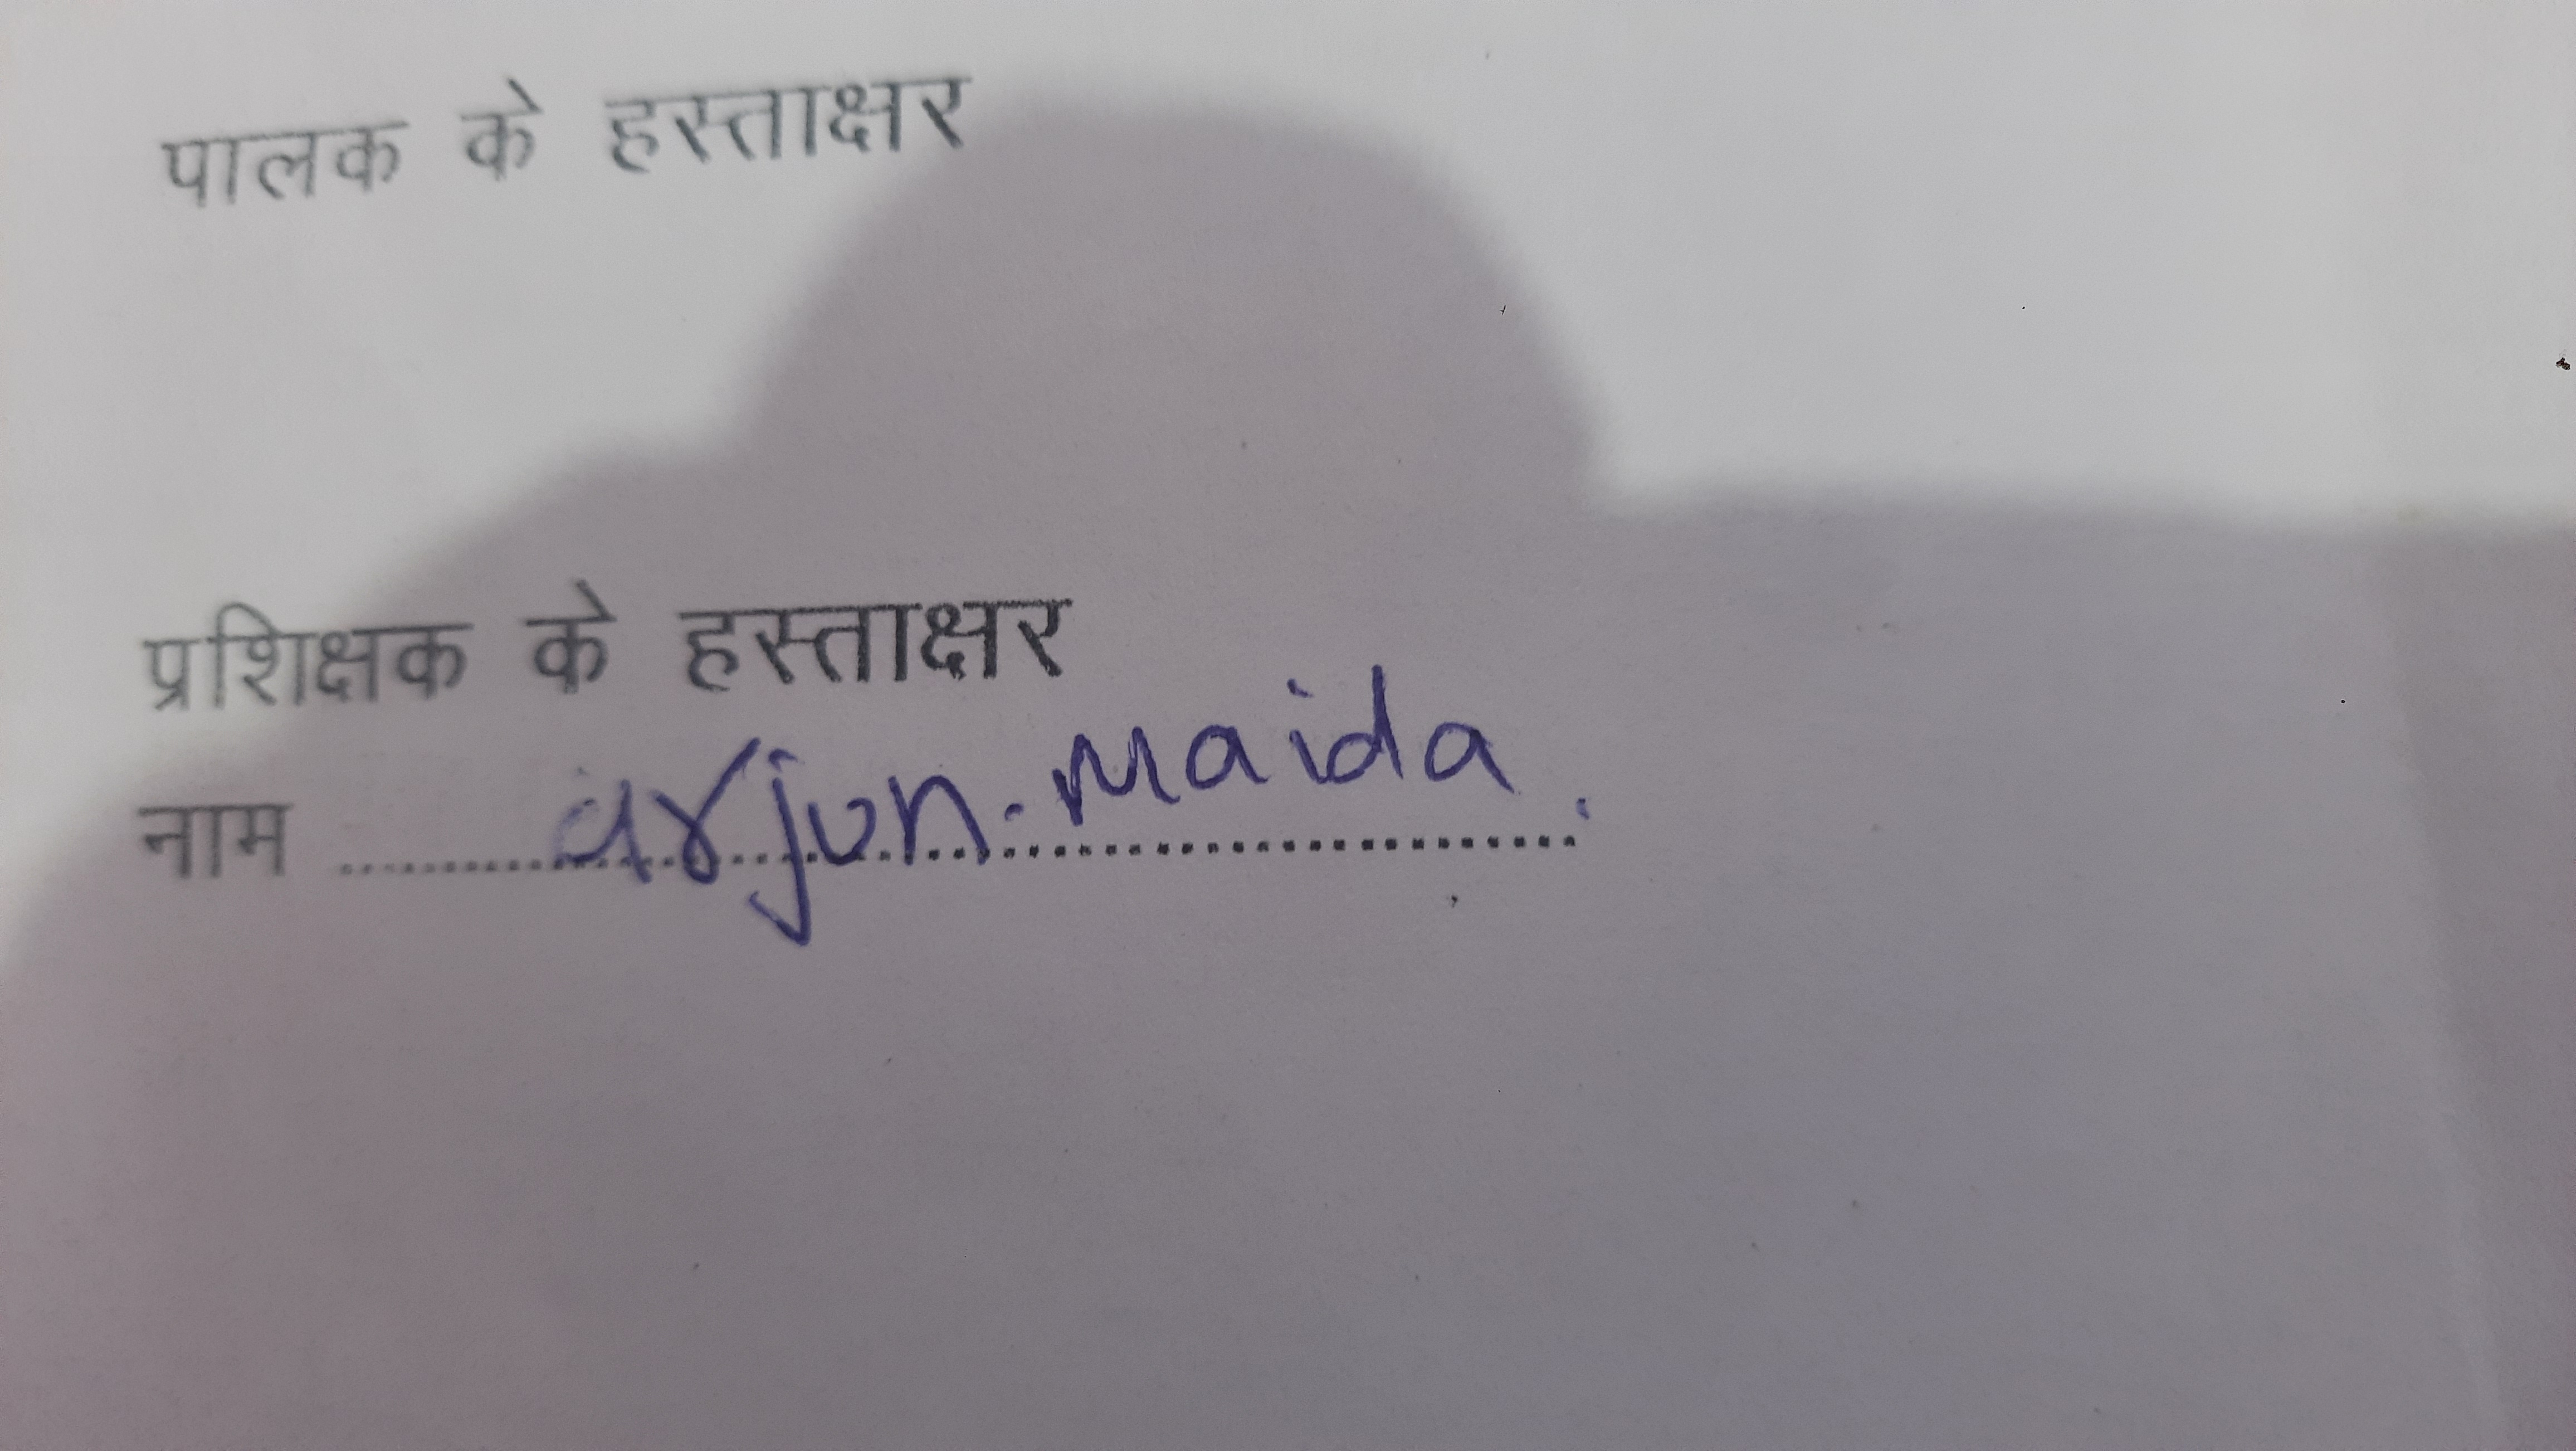 पालक के हस्ताक्षर
प्रशिक्षक के हस्ताक्षर
नाम .......... arjun. maida .